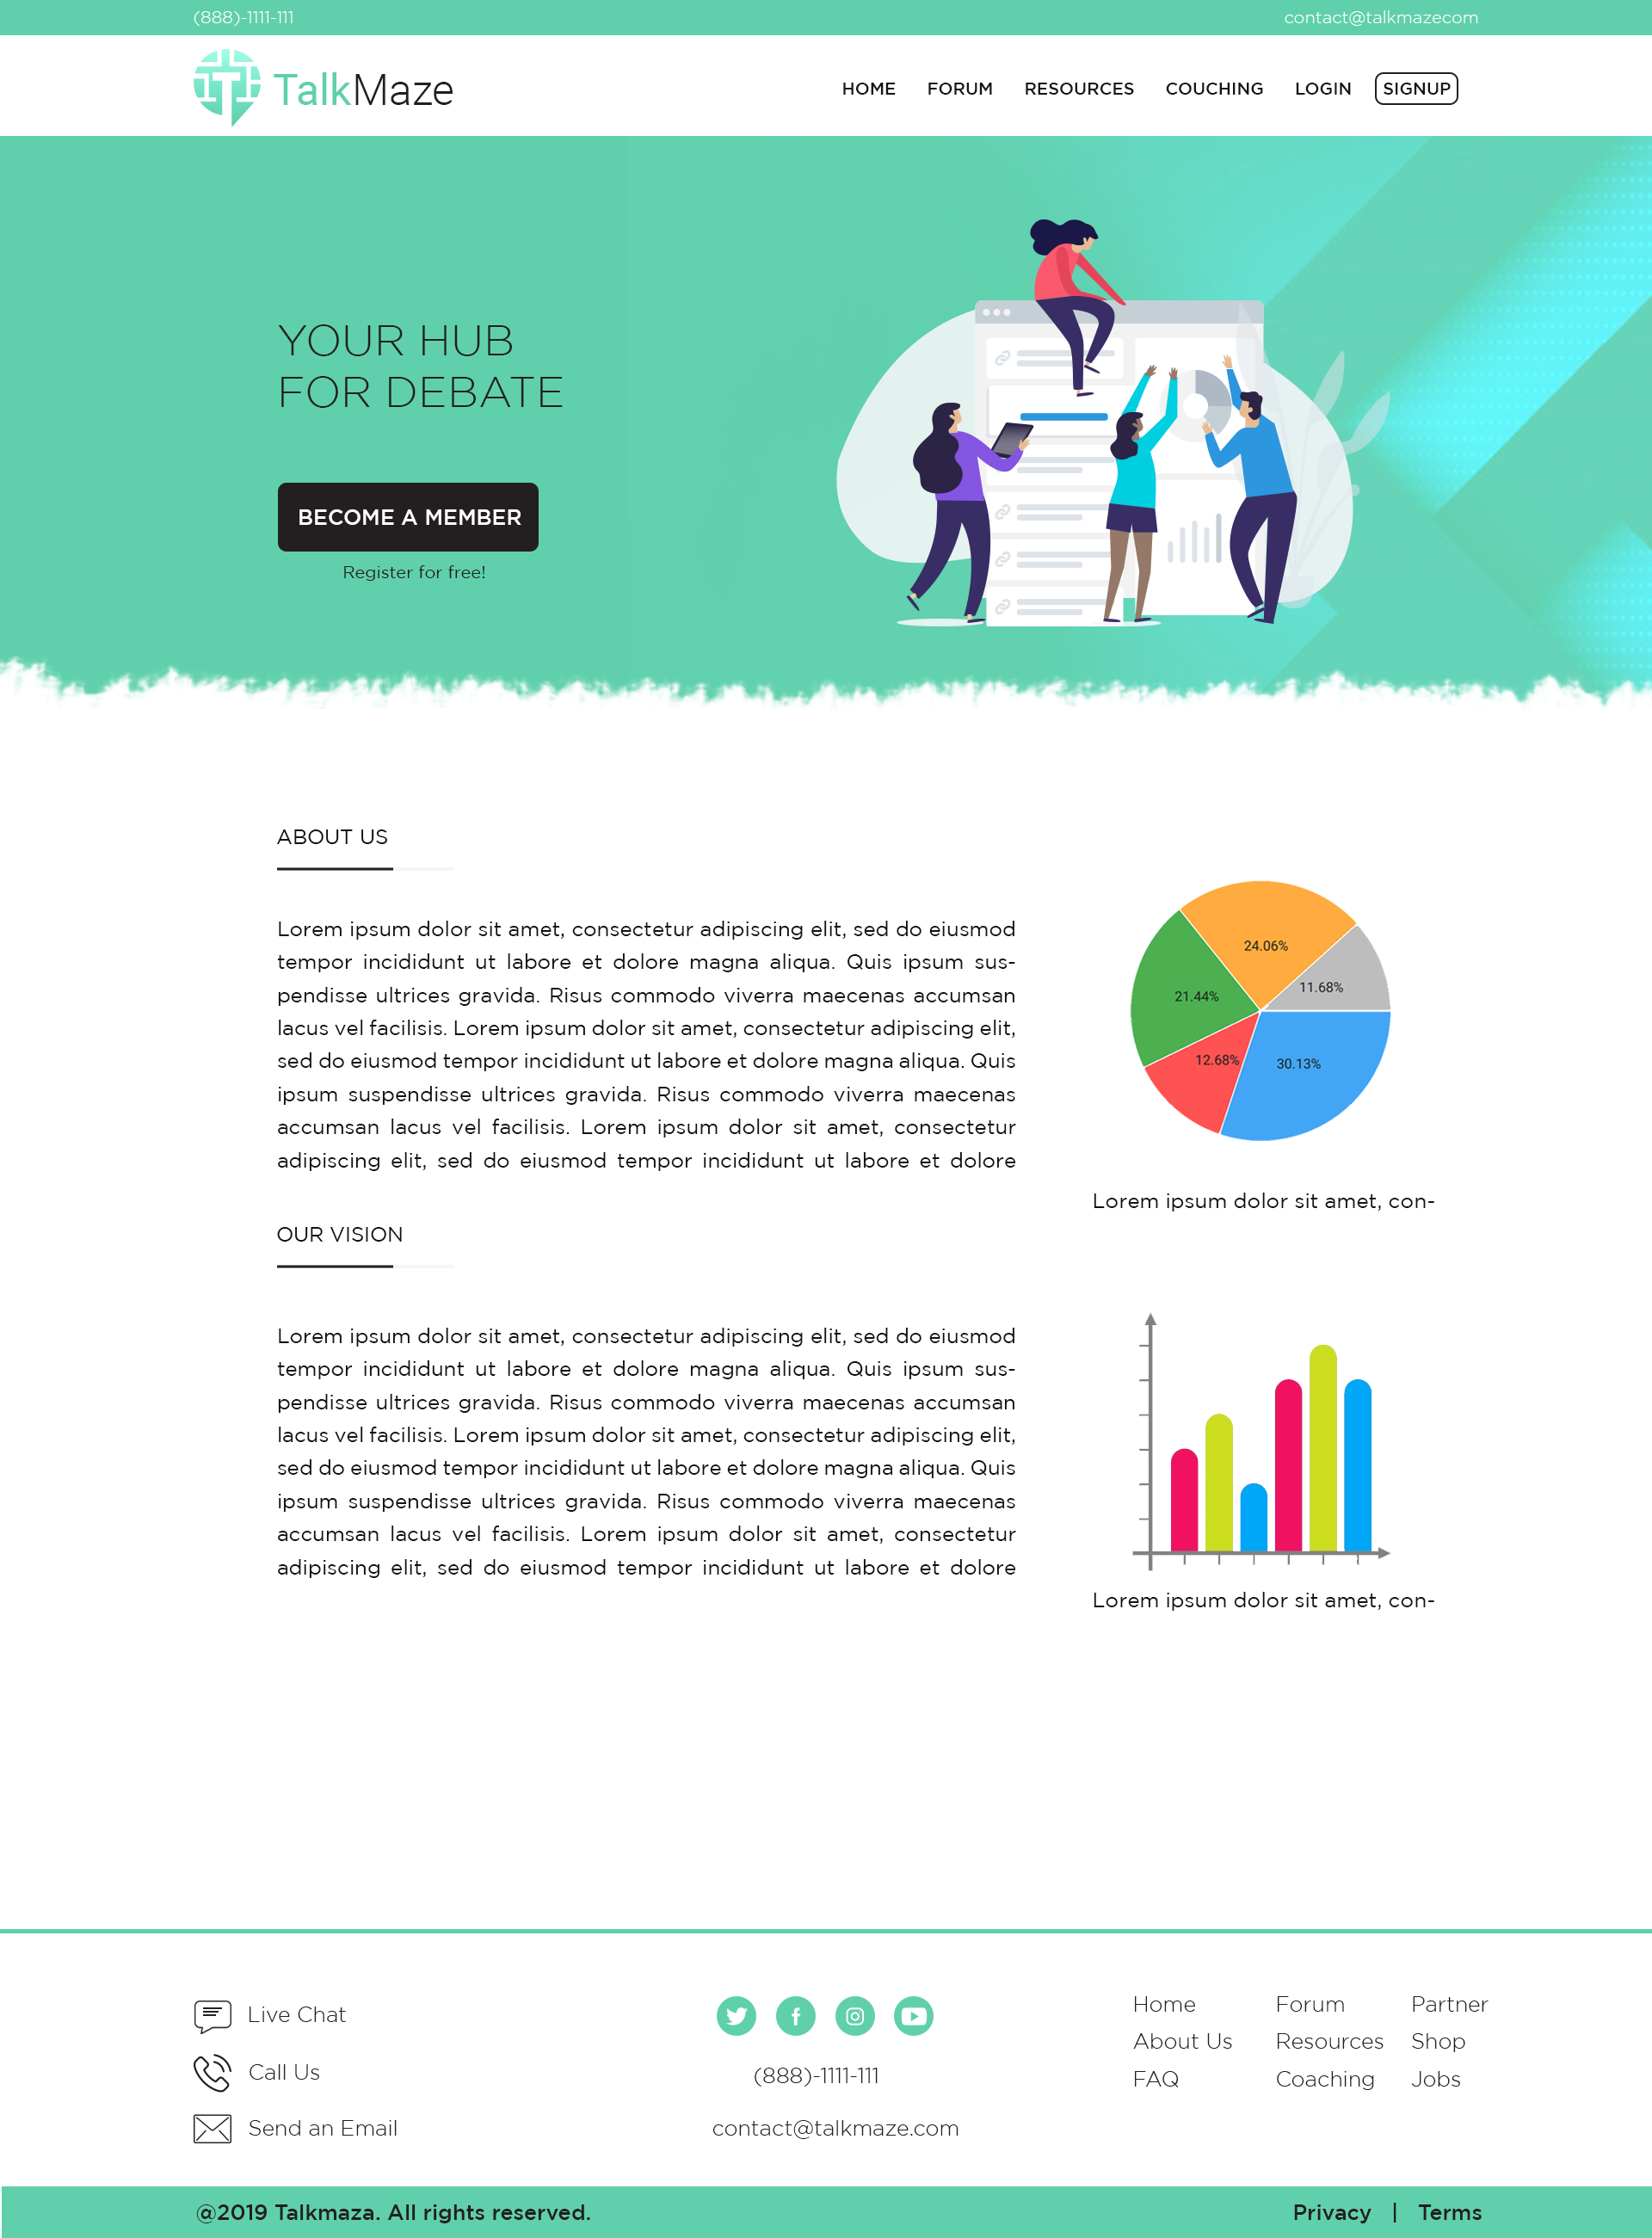 (888)-1111-111
contact@talkmazecom
TalkMaze
HOME FORUM RESOURCES COUCHING LOGIN SIGNUP
YOUR HUB
FOR DEBATE
BECOME A MEMBER
Register for free!
ABOUT US
Lorem ipsum dolor sit amet, consectetur adipiscing elit, sed do eiusmod
tempor incididunt ut labore et dolore magna aliqua. Quis ipsum sus-
pendisse ultrices gravida. Risus commodo viverra maecenas accumsan
lacus vel facilisis. Lorem ipsum dolor sit amet, consectetur adipiscing elit,
sed do eiusmod tempor incididunt ut labore et dolore magna aliqua. Quis
ipsum suspendisse ultrices gravida. Risus commodo viverra maecenas
accumsan lacus vel facilisis. Lorem ipsum dolor sit amet, consectetur
adipiscing elit, sed do eiusmod tempor incididunt ut labore et dolore
24.06%
11.68%
21.44%
12.68%
30.13%
Lorem ipsum dolor sit amet, con-
OUR VISION
Lorem ipsum dolor sit amet, consectetur adipiscing elit, sed do eiusmod
tempor incididunt ut labore et dolore magna aliqua. Quis ipsum sus-
pendisse ultrices gravida. Risus commodo viverra maecenas accumsan
lacus vel facilisis. Lorem ipsum dolor sit amet, consectetur adipiscing elit,
sed do eiusmod tempor incididunt ut labore et dolore magna aliqua. Quis
ipsum suspendisse ultrices gravida. Risus commodo viverra maecenas
accumsan lacus vel facilisis. Lorem ipsum dolor sit amet, consectetur
adipiscing elit, sed do eiusmod tempor incididunt ut labore et dolore
Lorem ipsum dolor sit amet, con-
Live Chat
Call Us
Send an Email
(888)-1111-111
contact@talkmaze.com
Home Forum Partner
About Us Resources Shop
FAQ Coaching Jobs
@2019 Talkmaza. All rights reserved.
Privacy | Terms